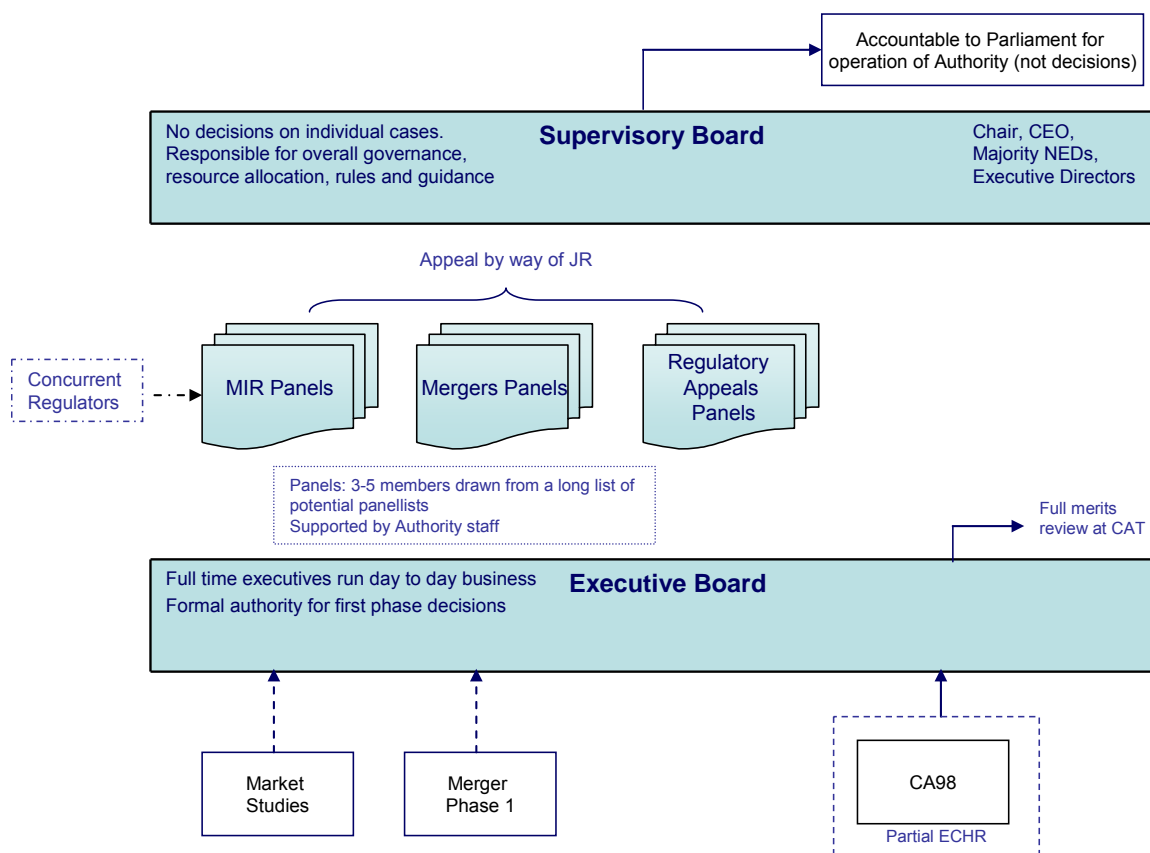 Accountable to Parliament for
operation of Authority (not decisions)
No decisions on individual cases.
Responsible for overall governance,
resource allocation, rules and guidance
Supervisory Board
Chair, CEO,
Majority NEDs,
Executive Directors
Appeal by way of JR
Concurrent
Regulators
MIR Panels
Mergers Panels
Regulatory
Appeals
Panels
Panels: 3-5 members drawn from a long list of
potential panellists
Supported by Authority staff
Full merits
review at CAT
Full time executives run day to day business
Formal authority for first phase decisions
Executive Board
Market
Studies
Merger
Phase 1
CA98
Partial ECHR